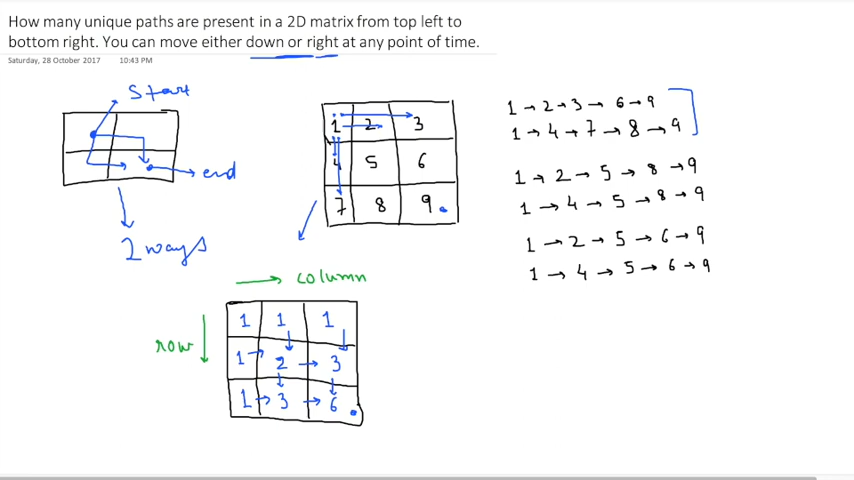 How many unique paths are present in a 2D matrix from top left to
bottom right. You can move either down or right at any point of time.
Saturday, 28 October 2017 10:43 PM
start
end
2 ways
1 2 3
4 5 6
7 8 9
1 → 2 → 3 → 6 → 9
1 → 4 → 7 → 8 → 9
1 → 2 → 5 → 8 → 9
1 → 4 → 5 → 8 → 9
1 → 2 → 5 → 6 → 9
1 → 4 → 5 → 6 → 9
→ column
row
1 1 1
1 → 2 → 3
1 → 3 → 6